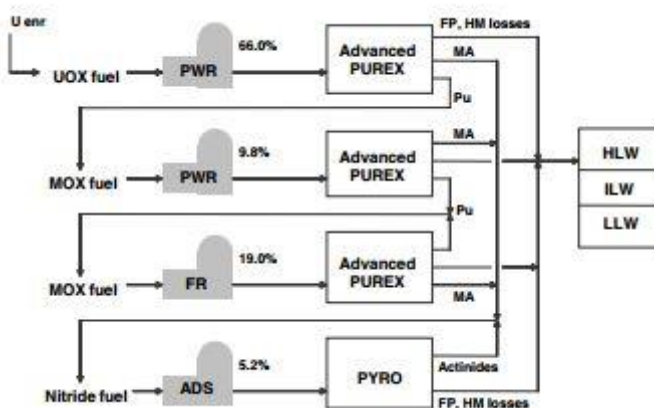 U enr
UOX fuel
PWR
66.0%
Advanced
PUREX
FP, HM losses
MA
Pu
MOX fuel
PWR
9.8%
Advanced
PUREX
MA
Pu
HLW
ILW
LLW
MOX fuel
FR
19.0%
Advanced
PUREX
MA
Nitride fuel
ADS
5.2%
PYRO
Actinides
FP, HM losses